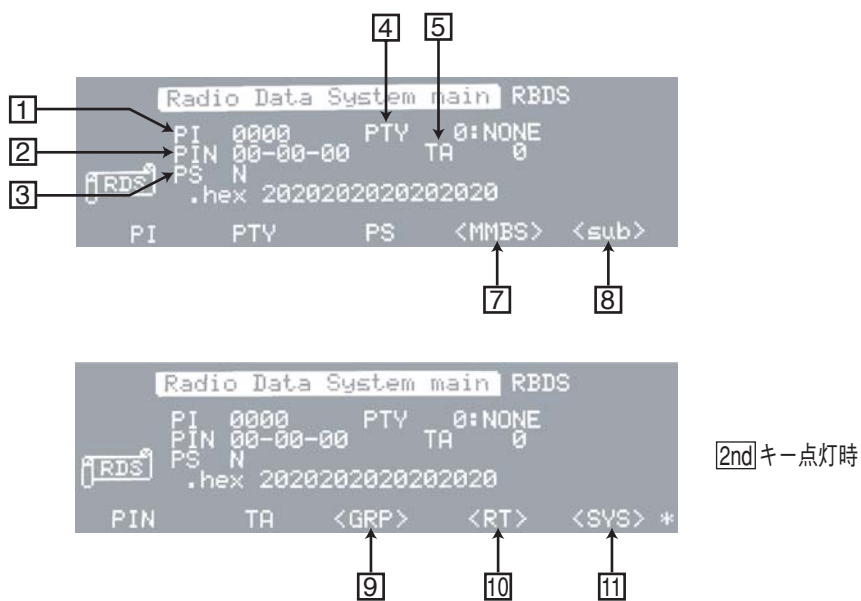 4 5
Radio Data System main RBDS
1 PI 0000 PTY 0:NONE
2 PIN 00-00-00 TA 0
3 PS N
RDS .hex 2020202020202020
PI PTY PS <MMBS> <sub>
7 8
Radio Data System main RBDS
PI 0000 PTY 0:NONE
PIN 00-00-00 TA 0
PS N
RDS .hex 2020202020202020
2ndキー点灯時
PIN TA <GRP> <RT> <SYS> *
9 10 11